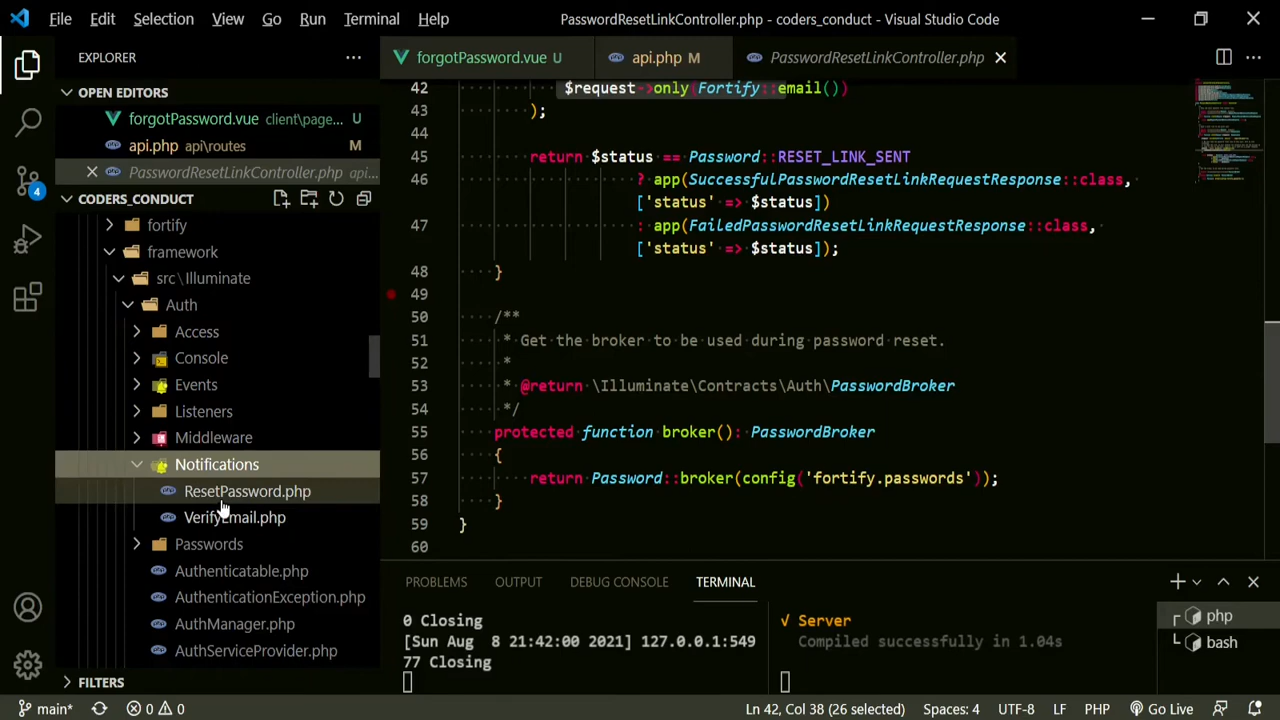 File Edit Selection View Go Run Terminal Help PasswordResetLinkController.php - coders_conduct - Visual Studio Code
EXPLORER
OPEN EDITORS
forgotPassword.vue client\page... U
api.php api\routes M
PasswordResetLinkController.php api...
CODERS_CONDUCT
fortify
framework
src\Illuminate
Auth
Access
Console
Events
Listeners
Middleware
Notifications
ResetPassword.php
VerifyEmail.php
Passwords
Authenticatable.php
AuthenticationException.php
AuthManager.php
AuthServiceProvider.php
FILTERS
forgotPassword.vue U api.php M PasswordResetLinkController.php
42 $request->only(Fortify::email())
43 );
44
45 return $status == Password::RESET_LINK_SENT
46 ? app(SuccessfulPasswordResetLinkRequestResponse::class,
['status' => $status])
47 : app(FailedPasswordResetLinkRequestResponse::class,
['status' => $status]);
48 }
49
50 /**
51 * Get the broker to be used during password reset.
52 *
53 * @return \Illuminate\Contracts\Auth\PasswordBroker
54 */
55 protected function broker(): PasswordBroker
56 {
57 return Password::broker(config('fortify.passwords'));
58 }
59 }
60
PROBLEMS OUTPUT DEBUG CONSOLE TERMINAL
0 Closing
[Sun Aug 8 21:42:00 2021] 127.0.0.1:549
77 Closing
√ Server
Compiled successfully in 1.04s
php
bash
4
main* 0 0 Ln 42, Col 38 (26 selected) Spaces: 4 UTF-8 LF PHP Go Live